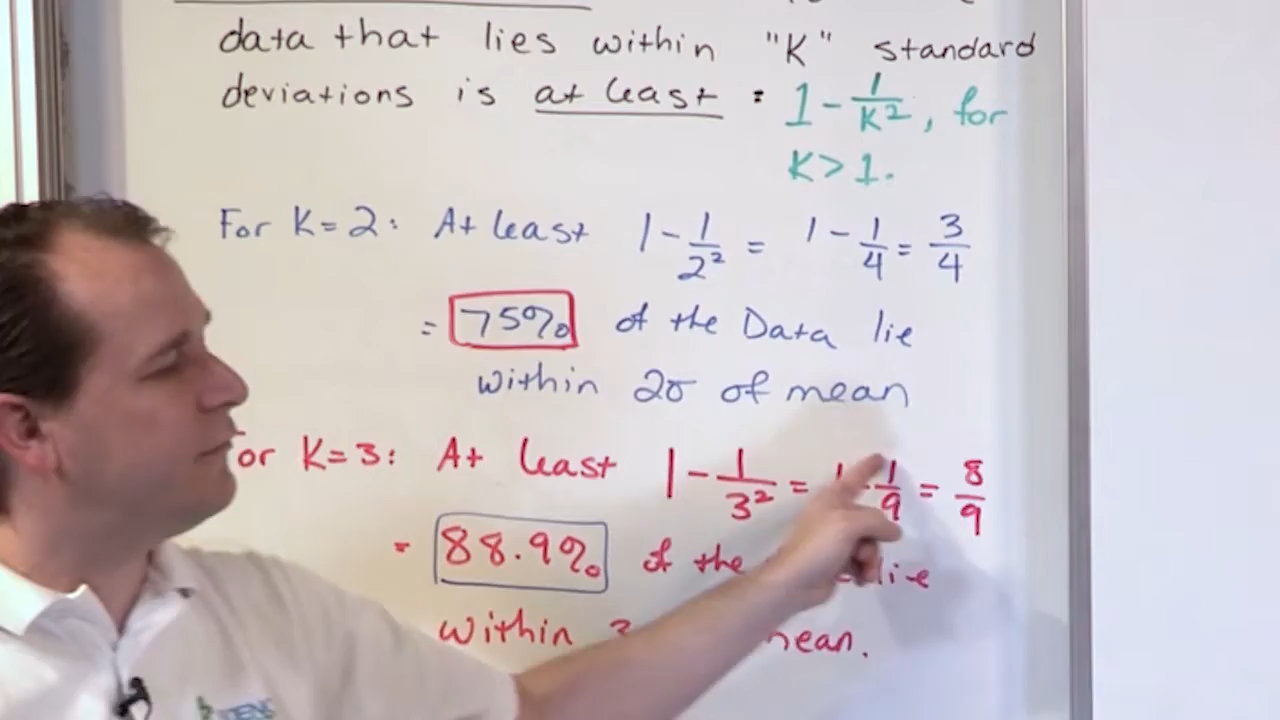 data that lies within "K" standard
deviations is at least : 1 - 1/K², for
K > 1.
For K=2: At least 1 - 1/2² = 1 - 1/4 = 3/4
= 75% of the Data lie
within 2σ of mean
K=3: At least 1 - 1/3² = 1 - 1/9 = 8/9
= 88.9% of the lie
within mean.